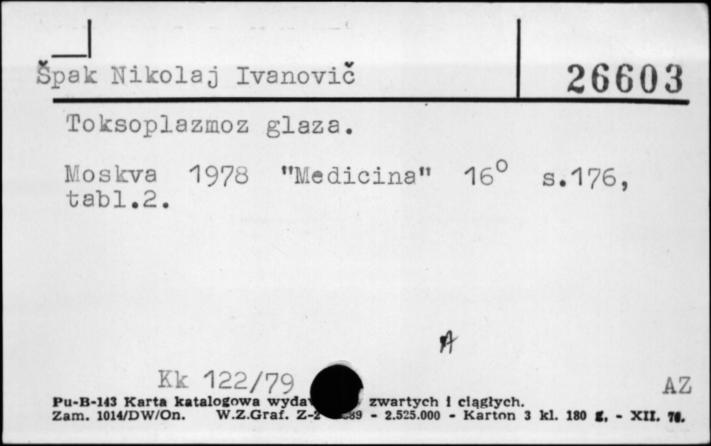 Špak Nikolaj Ivanovič 26603
Toksoplazmoz glaza.
Moskva 1978 "Medicina" 16° s.176,
tabl.2.
A
Kk 122/79 AZ
Pu-B-143 Karta katalogowa zwartych i ciągłych.
Zam. 1014/DW/On. W.Z.Graf. - 2.525.000 - Karton 3 kl. 180 g. - XII. 76.